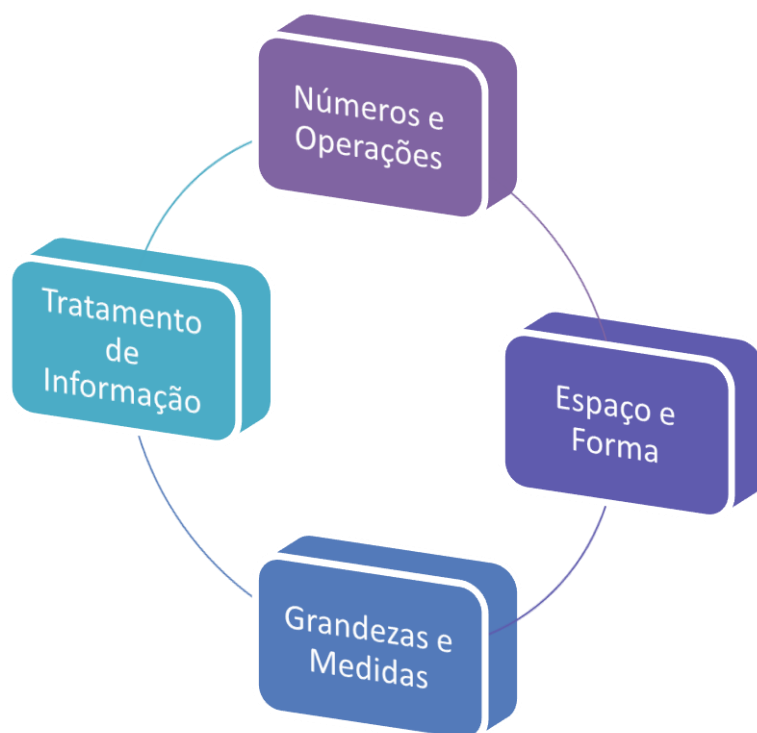 Números e
Operações
Espaço e
Forma
Grandezas e
Medidas
Tratamento
de
Informação